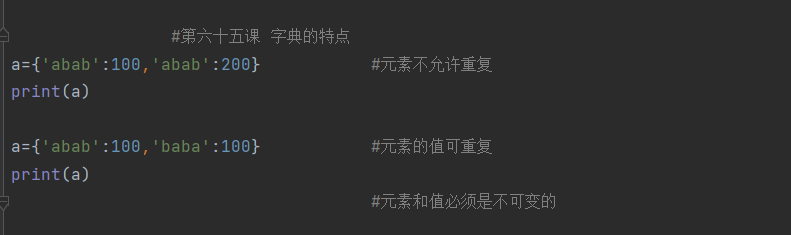 #第六十五课 字典的特点
a={'abab':100,'abab':200} #元素不允许重复
print(a)
a={'abab':100,'baba':100} #元素的值可重复
print(a)
#元素和值必须是不可变的